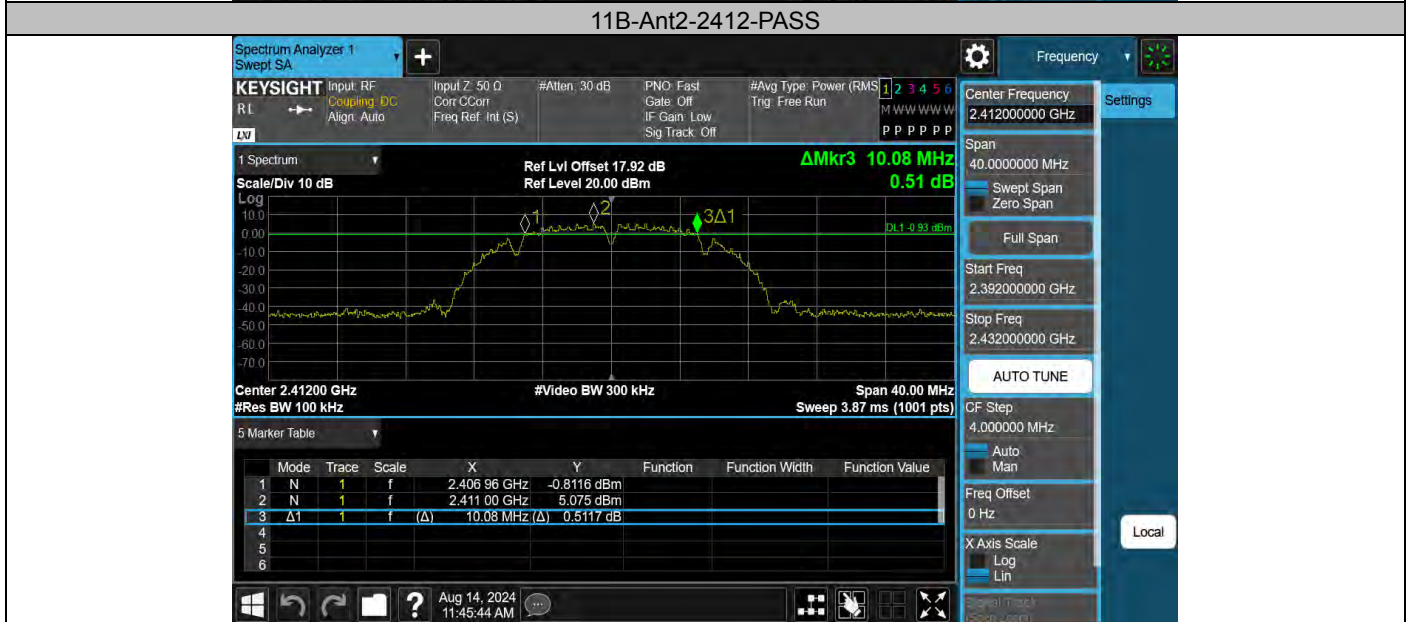 11B-Ant2-2412-PASS
Spectrum Analyzer 1
Swept SA
+
Frequency
KEYSIGHT
RL
LXI
Input: RF
Coupling: DC
Align: Auto
Input Z: 50 Ω
Corr CCorr
Freq Ref: Int (S)
#Atten: 30 dB
PNO: Fast
Gate: Off
IF Gain: Low
Sig Track: Off
#Avg Type: Power (RMS
Trig: Free Run
1 2 3 4 5 6
M W W W W W
P P P P P P
1 Spectrum
Scale/Div 10 dB
Ref Lvl Offset 17.92 dB
Ref Level 20.00 dBm
ΔMkr3 10.08 MHz
0.51 dB
Log
10.0
0.00
-10.0
-20.0
-30.0
-40.0
-50.0
-60.0
-70.0
1
2
3Δ1
DL1 -0.93 dBm
Center 2.41200 GHz
#Video BW 300 kHz
Span 40.00 MHz
#Res BW 100 kHz
Sweep 3.87 ms (1001 pts)
5 Marker Table
Mode Trace Scale X Y Function Function Width Function Value
1 N 1 f 2.406 96 GHz -0.8116 dBm
2 N 1 f 2.411 00 GHz 5.075 dBm
3 Δ1 1 f (Δ) 10.08 MHz (Δ) 0.5117 dB
4
5
6
?
Aug 14, 2024
11:45:44 AM
Center Frequency
2.412000000 GHz
Span
40.0000000 MHz
Swept Span
Zero Span
Full Span
Start Freq
2.392000000 GHz
Stop Freq
2.432000000 GHz
AUTO TUNE
CF Step
4.000000 MHz
Auto
Man
Freq Offset
0 Hz
X Axis Scale
Log
Lin
Signal Track
Settings
Local